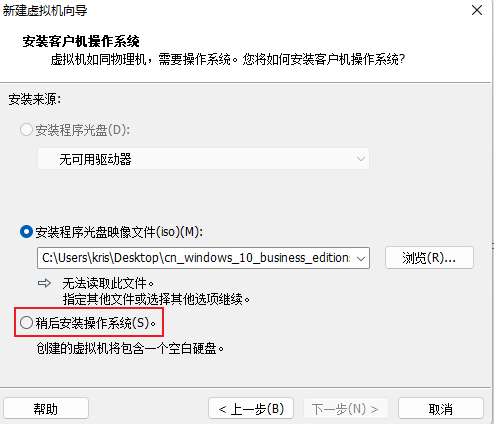 新建虚拟机向导
安装客户机操作系统
虚拟机如同物理机，需要操作系统。您将如何安装客户机操作系统?
安装来源:
安装程序光盘(D):
无可用驱动器
安装程序光盘映像文件(iso)(M):
C:\Users\kris\Desktop\cn_windows_10_business_edition:
浏览(R)...
无法读取此文件。
指定其他文件或选择其他选项继续。
稍后安装操作系统(S)。
创建的虚拟机将包含一个空白硬盘。
帮助
< 上一步(B)
下一步(N) >
取消